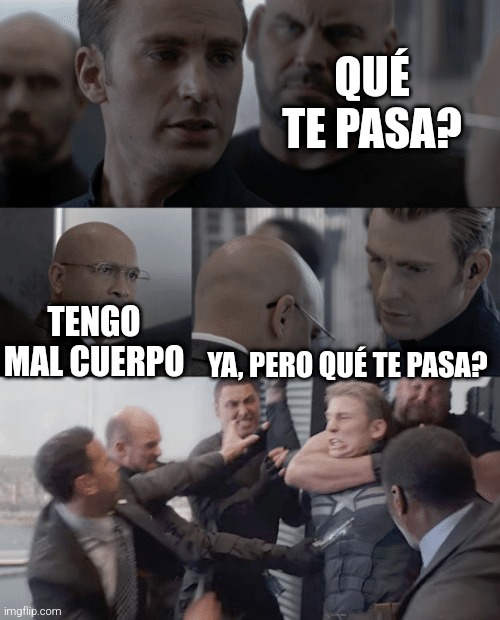 QUÉ
TE PASA?
TENGO
MAL CUERPO
YA, PERO QUÉ TE PASA?
imgflip.com